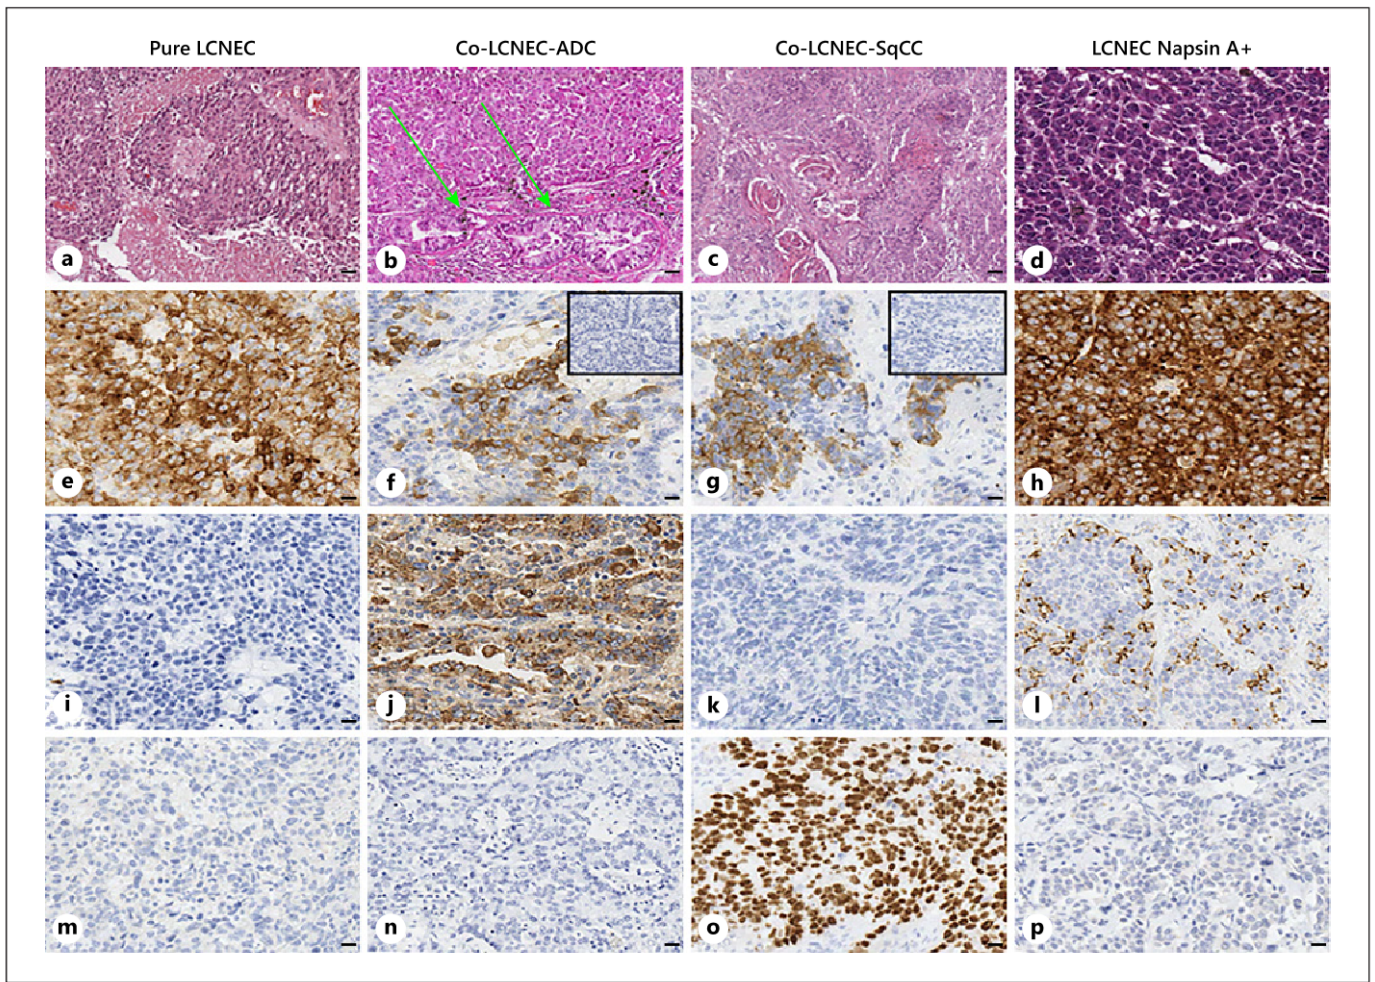 Pure LCNEC
Co-LCNEC-ADC
Co-LCNEC-SqCC
LCNEC Napsin A+
a
b
c
d
e
f
g
h
i
j
k
l
m
n
o
p